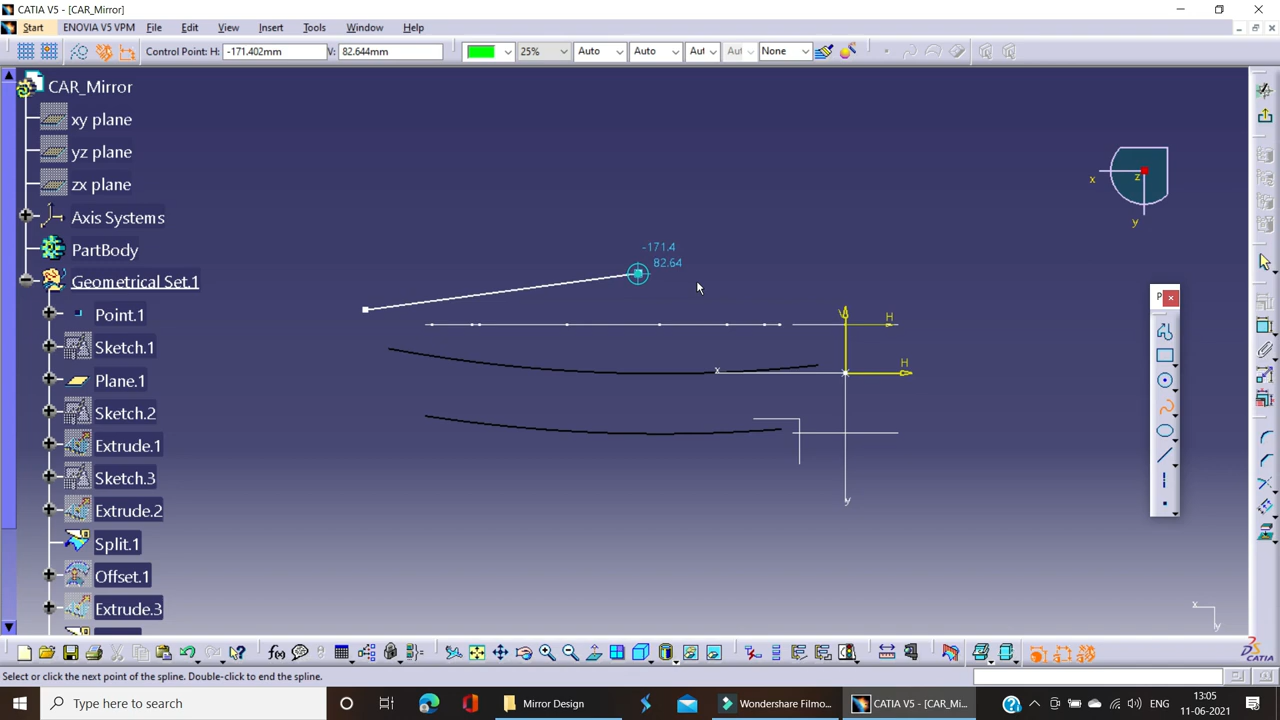 CATIA V5 - [CAR_Mirror]
Start ENOVIA V5 VPM File Edit View Insert Tools Window Help
Control Point: H: -171.402mm V: 82.644mm 25% Auto Auto Aut Aut None
CAR_Mirror
xy plane
yz plane
zx plane
Axis Systems
PartBody
Geometrical Set.1
Point.1
Sketch.1
Plane.1
Sketch.2
Extrude.1
Sketch.3
Extrude.2
Split.1
Offset.1
Extrude.3
-171.4
82.64
V H
H
x
y
x z
y
P
x
y
CATIA
Select or click the next point of the spline. Double-click to end the spline.
Type here to search
Mirror Design
Wondershare Filmo...
CATIA V5 - [CAR_Mi...
ENG
13:05
11-06-2021